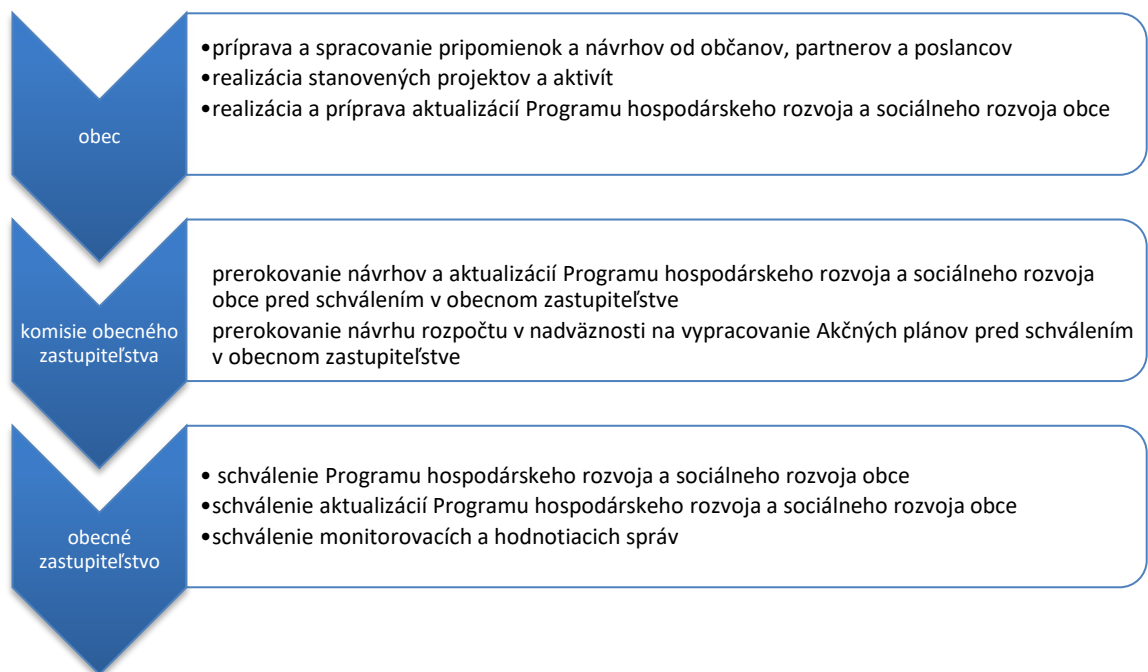 obec
•príprava a spracovanie pripomienok a návrhov od občanov, partnerov a poslancov
•realizácia stanovených projektov a aktivít
•realizácia a príprava aktualizácií Programu hospodárskeho rozvoja a sociálneho rozvoja obce
komisie obecného
zastupiteľstva
prerokovanie návrhov a aktualizácií Programu hospodárskeho rozvoja a sociálneho rozvoja
obce pred schválením v obecnom zastupiteľstve
prerokovanie návrhu rozpočtu v nadväznosti na vypracovanie Akčných plánov pred schválením
v obecnom zastupiteľstve
obecné
zastupiteľstvo
• schválenie Programu hospodárskeho rozvoja a sociálneho rozvoja obce
•schválenie aktualizácií Programu hospodárskeho rozvoja a sociálneho rozvoja obce
•schválenie monitorovacích a hodnotiacich správ